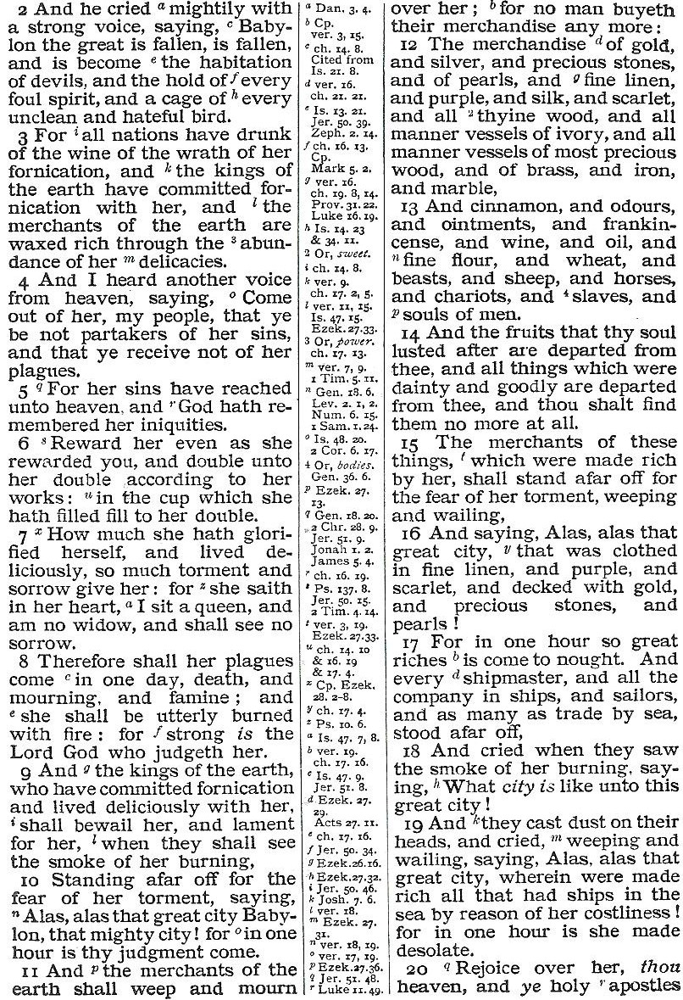 2 And he cried a mightily with
a strong voice, saying, c Baby-
lon the great is fallen, is fallen,
and is become e the habitation
of devils, and the hold of f every
foul spirit, and a cage of h every
unclean and hateful bird.
3 For i all nations have drunk
of the wine of the wrath of her
fornication, and k the kings of
the earth have committed for-
nication with her, and l the
merchants of the earth are
waxed rich through the 3 abun-
dance of her m delicacies.
4 And I heard another voice
from heaven, saying, o Come
out of her, my people, that ye
be not partakers of her sins,
and that ye receive not of her
plagues.
5 q For her sins have reached
unto heaven, and r God hath re-
membered her iniquities.
6 s Reward her even as she
rewarded you, and double unto
her double according to her
works: u in the cup which she
hath filled fill to her double.
7 x How much she hath glori-
fied herself, and lived de-
liciously, so much torment and
sorrow give her: for z she saith
in her heart, a I sit a queen, and
am no widow, and shall see no
sorrow.
8 Therefore shall her plagues
come c in one day, death, and
mourning, and famine; and
e she shall be utterly burned
with fire: for f strong is the
Lord God who judgeth her.
9 And g the kings of the earth,
who have committed fornication
and lived deliciously with her,
i shall bewail her, and lament
for her, l when they shall see
the smoke of her burning,
10 Standing afar off for the
fear of her torment, saying,
n Alas, alas that great city Baby-
lon, that mighty city! for o in one
hour is thy judgment come.
11 And p the merchants of the
earth shall weep and mourn
a Dan. 3. 4.
b Cp.
ver. 3, 15.
c ch. 14. 8.
Cited from
Is. 21. 8.
d ver. 16.
ch. 21. 21.
e Is. 13. 21.
Jer. 50. 39.
Zeph. 2. 14.
f ch. 16. 13.
Cp.
Mark 5. 2.
g ver. 16.
ch. 19. 8, 14.
Prov. 31. 22.
Luke 16. 19.
h Is. 14. 23
& 34. 11.
2 Or, sweet.
i ch. 14. 8.
k ver. 9.
ch. 17. 2, 5.
l ver. 11, 15.
Is. 47. 15.
Ezek. 27. 33.
3 Or, power.
ch. 17. 13.
m ver. 7, 9.
1 Tim. 5. 11.
n Gen. 18. 6.
Lev. 2. 1, 2.
Num. 6. 15.
1 Sam. 1. 24.
o Is. 48. 20.
2 Cor. 6. 17.
4 Or, bodies.
Gen. 36. 6.
p Ezek. 27.
13.
q Gen. 18. 20.
2 Chr. 28. 9.
Jer. 51. 9.
Jonah 1. 2.
James 5. 4.
r ch. 16. 19.
s Ps. 137. 8.
Jer. 50. 15.
2 Tim. 4. 14.
t ver. 3, 19.
Ezek. 27. 33.
u ch. 14. 10
& 16. 19
& 17. 4.
x Cp. Ezek.
28. 2-8.
y ch. 17. 4.
z Ps. 10. 6.
a Is. 47. 7, 8.
b ver. 19.
ch. 17. 16.
c Is. 47. 9.
Jer. 51. 8.
d Ezek. 27.
29.
Acts 27. 11.
e ch. 17. 16.
f Jer. 50. 34.
g Ezek. 26. 16.
h Ezek. 27. 32.
i Jer. 50. 46.
k Josh. 7. 6.
l ver. 18.
m Ezek. 27.
31.
n ver. 18, 19.
o ver. 17, 19.
p Ezek. 27. 36.
q Jer. 51. 48.
r Luke 11. 49.
over her; b for no man buyeth
their merchandise any more:
12 The merchandise d of gold,
and silver, and precious stones,
and of pearls, and g fine linen,
and purple, and silk, and scarlet,
and all 2 thyine wood, and all
manner vessels of ivory, and all
manner vessels of most precious
wood, and of brass, and iron,
and marble,
13 And cinnamon, and odours,
and ointments, and frankin-
cense, and wine, and oil, and
n fine flour, and wheat, and
beasts, and sheep, and horses,
and chariots, and 4 slaves, and
p souls of men.
14 And the fruits that thy soul
lusted after are departed from
thee, and all things which were
dainty and goodly are departed
from thee, and thou shalt find
them no more at all.
15 The merchants of these
things, t which were made rich
by her, shall stand afar off for
the fear of her torment, weeping
and wailing,
16 And saying, Alas, alas that
great city, y that was clothed
in fine linen, and purple, and
scarlet, and decked with gold,
and precious stones, and
pearls!
17 For in one hour so great
riches b is come to nought. And
every d shipmaster, and all the
company in ships, and sailors,
and as many as trade by sea,
stood afar off,
18 And cried when they saw
the smoke of her burning, say-
ing, h What city is like unto this
great city!
19 And k they cast dust on their
heads, and cried, m weeping and
wailing, saying, Alas, alas that
great city, wherein were made
rich all that had ships in the
sea by reason of her costliness!
for in one hour is she made
desolate.
20 q Rejoice over her, thou
heaven, and ye holy r apostles